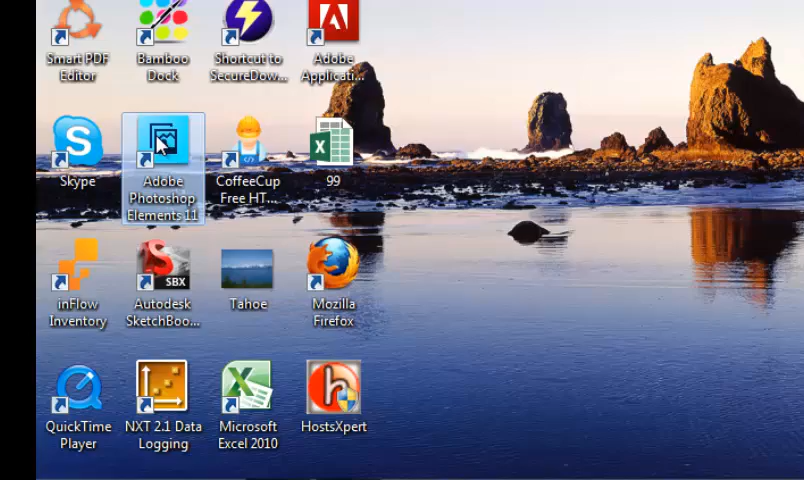 Smart PDF
Editor
Bamboo
Dock
Shortcut to
SecureDow...
Adobe
Applicati...
Skype
Adobe
Photoshop
Elements 11
CoffeeCup
Free HT...
99
inFlow
Inventory
SBX
Autodesk
SketchBoo...
Tahoe
Mozilla
Firefox
QuickTime
Player
NXT 2.1 Data
Logging
Microsoft
Excel 2010
HostsXpert